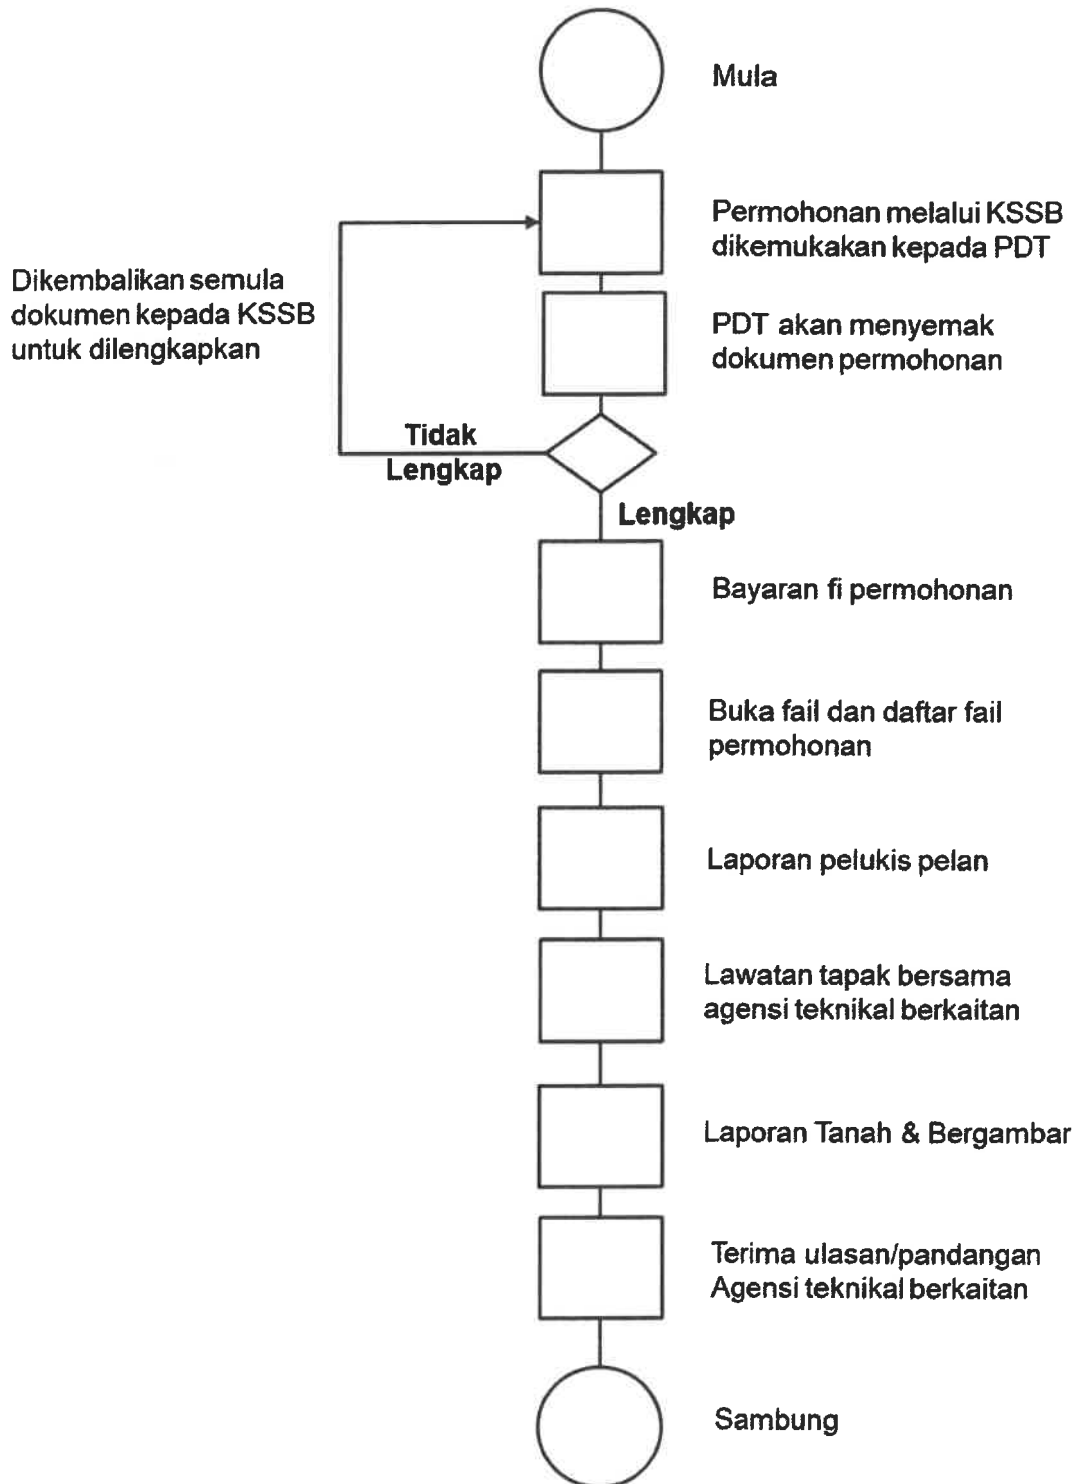 Mula
Permohonan melalui KSSB
dikemukakan kepada PDT
Dikembalikan semula
dokumen kepada KSSB
untuk dilengkapkan
PDT akan menyemak
dokumen permohonan
Tidak
Lengkap
Lengkap
Bayaran fi permohonan
Buka fail dan daftar fail
permohonan
Laporan pelukis pelan
Lawatan tapak bersama
agensi teknikal berkaitan
Laporan Tanah & Bergambar
Terima ulasan/pandangan
Agensi teknikal berkaitan
Sambung